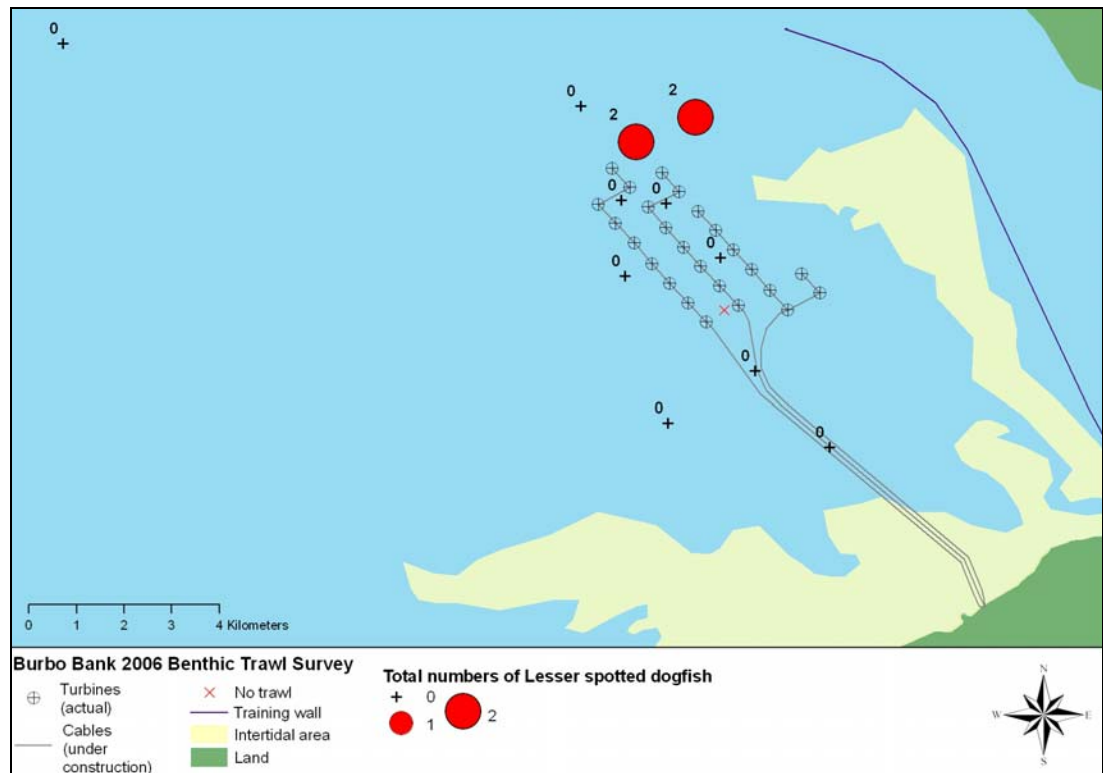 0
0
2
2
0
0
0
0
0
0
0
0 1 2 3 4 Kilometers
Burbo Bank 2006 Benthic Trawl Survey
Turbines
(actual)
Cables
(under
construction)
No trawl
Training wall
Intertidal area
Land
Total numbers of Lesser spotted dogfish
0
1
2
N
W
E
S